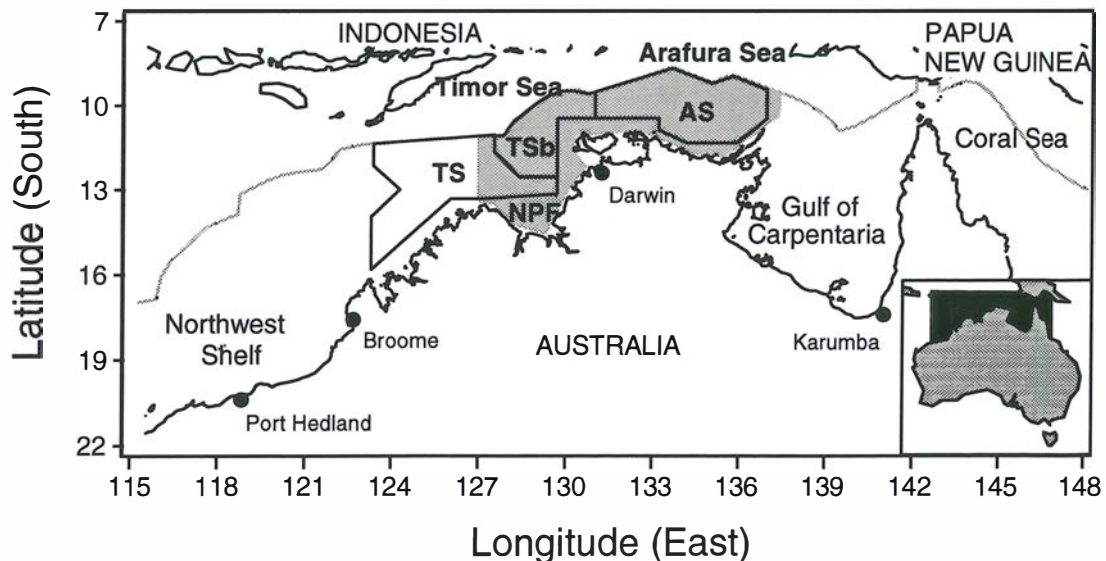 7
10
13
16
19
22
Latitude (South)
INDONESIA
PAPUA
NEW GUINEA
Arafura Sea
Timor Sea
AS
Coral Sea
TSb
TS
Darwin
NPF
Gulf of
Carpentaria
Northwest
Shelf
Broome
AUSTRALIA
Karumba
Port Hedland
115 118 121 124 127 130 133 136 139 142 145 148
Longitude (East)